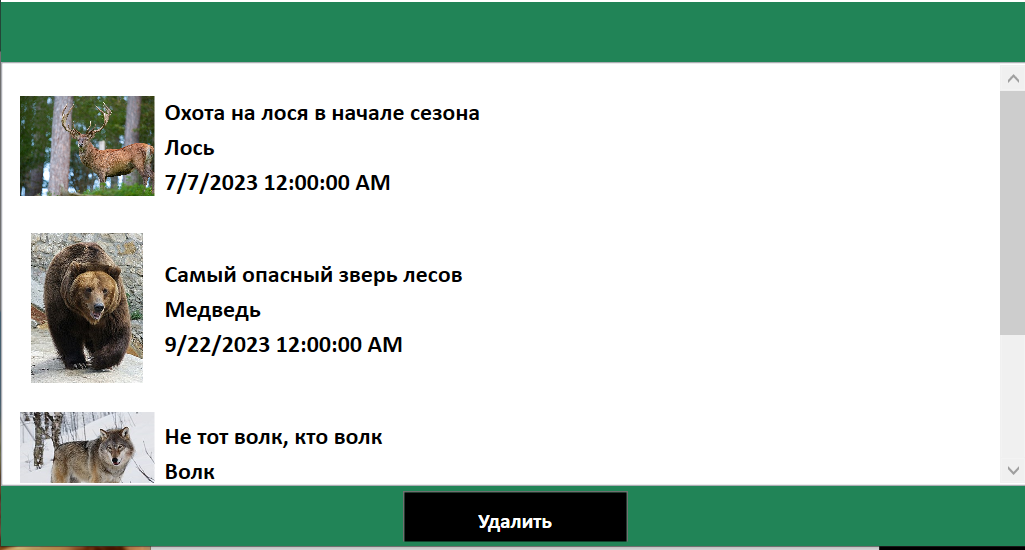 Охота на лося в начале сезона
Лось
7/7/2023 12:00:00 AM
Самый опасный зверь лесов
Медведь
9/22/2023 12:00:00 AM
Не тот волк, кто волк
Волк
Удалить